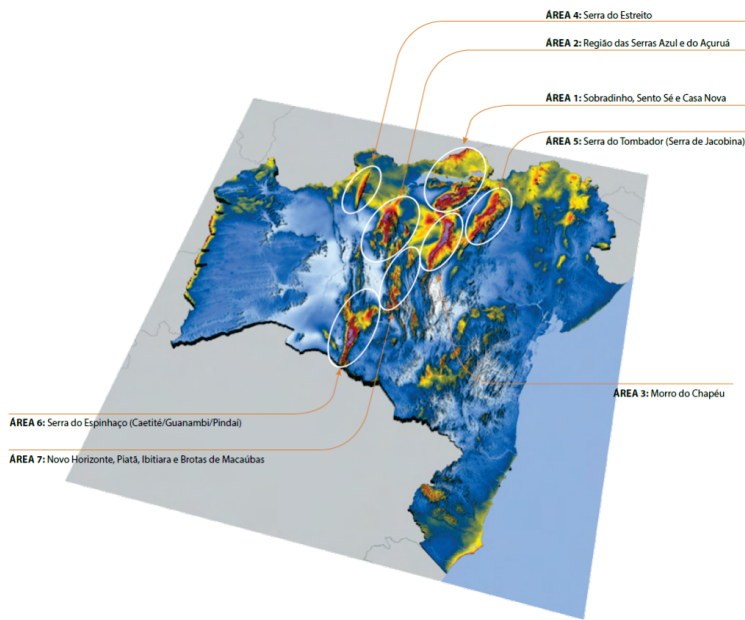 ÁREA 4: Serra do Estreito
ÁREA 2: Região das Serras Azul e do Açuruá
ÁREA 1: Sobradinho, Sento Sé e Casa Nova
ÁREA 5: Serra do Tombador (Serra de Jacobina)
ÁREA 3: Morro do Chapéu
ÁREA 6: Serra do Espinhaço (Caetité/Guanambi/Pindaí)
ÁREA 7: Novo Horizonte, Piatã, Ibitiara e Brotas de Macaúbas